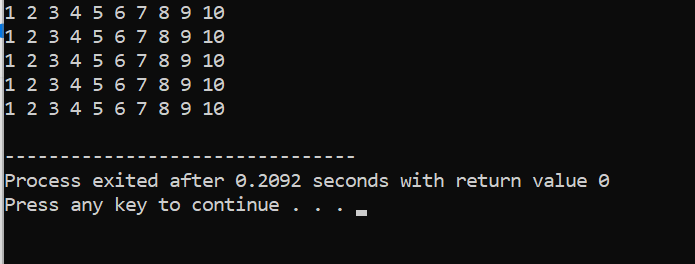 1 2 3 4 5 6 7 8 9 10
1 2 3 4 5 6 7 8 9 10
1 2 3 4 5 6 7 8 9 10
1 2 3 4 5 6 7 8 9 10
1 2 3 4 5 6 7 8 9 10
--------------------------------
Process exited after 0.2092 seconds with return value 0
Press any key to continue . . .